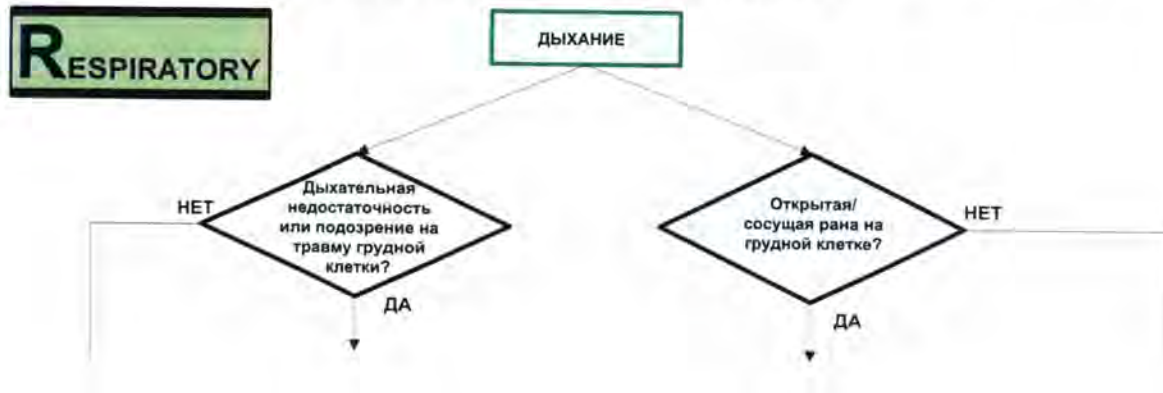 RESPIRATORY
ДЫХАНИЕ
НЕТ
Дыхательная
недостаточность
или подозрение на
травму грудной
клетки?
ДА
Открытая/
сосущая рана на
грудной клетке?
НЕТ
ДА